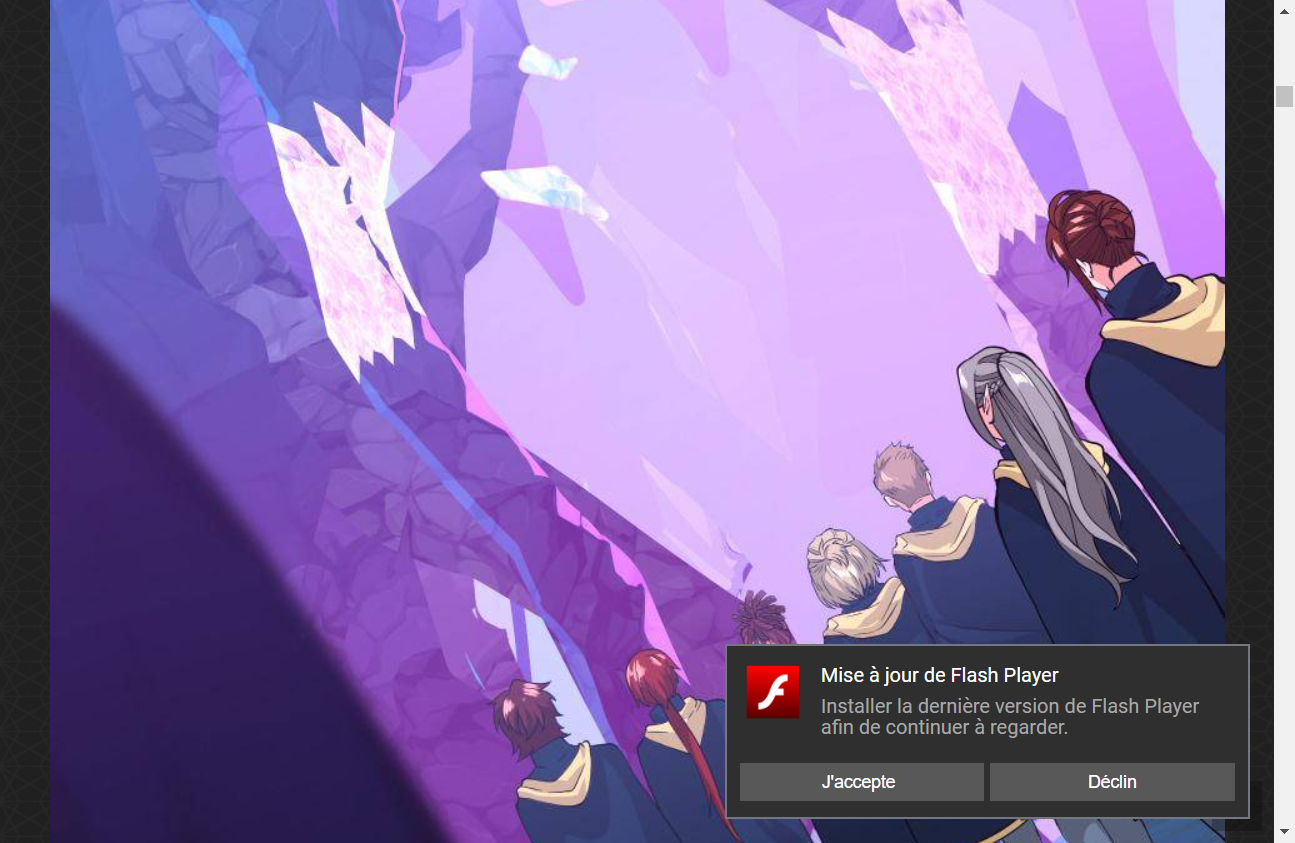 Mise à jour de Flash Player
Installer la dernière version de Flash Player
afin de continuer à regarder.
J'accepte
Déclin